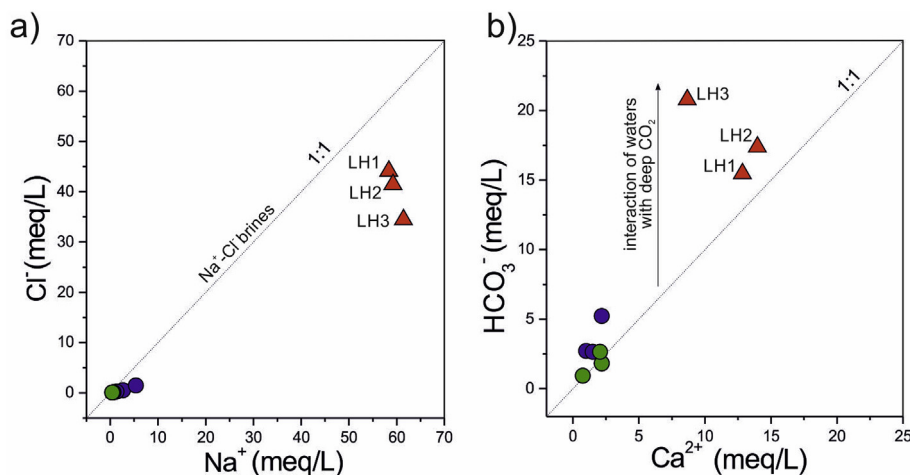 a)
70
60
50
40
30
20
10
0
Cl⁻(meq/L)
1:1
Na⁺-Cl⁻brines
LH1
LH2
LH3
0 10 20 30 40 50 60 70
Na⁺ (meq/L)
b)
25
20
15
10
5
0
HCO₃⁻ (meq/L)
interaction of waters
with deep CO₂
1:1
LH3
LH2
LH1
0 5 10 15 20 25
Ca²⁺ (meq/L)